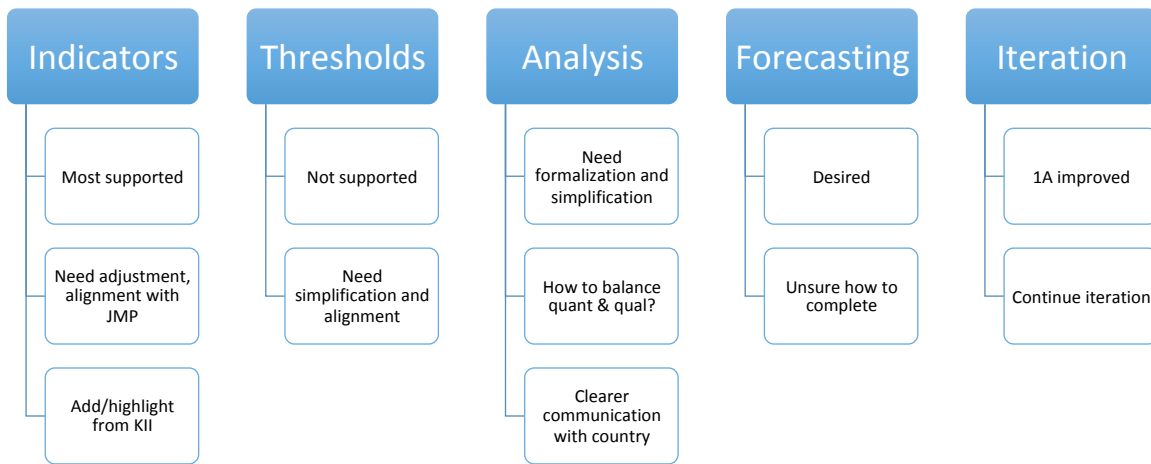 Indicators
Most supported
Need adjustment,
alignment with
JMP
Add/highlight
from KII
Thresholds
Not supported
Need
simplification and
alignment
Analysis
Need
formalization and
simplification
How to balance
quant & qual?
Clearer
communication
with country
Forecasting
Desired
Unsure how to
complete
Iteration
1A improved
Continue iteration